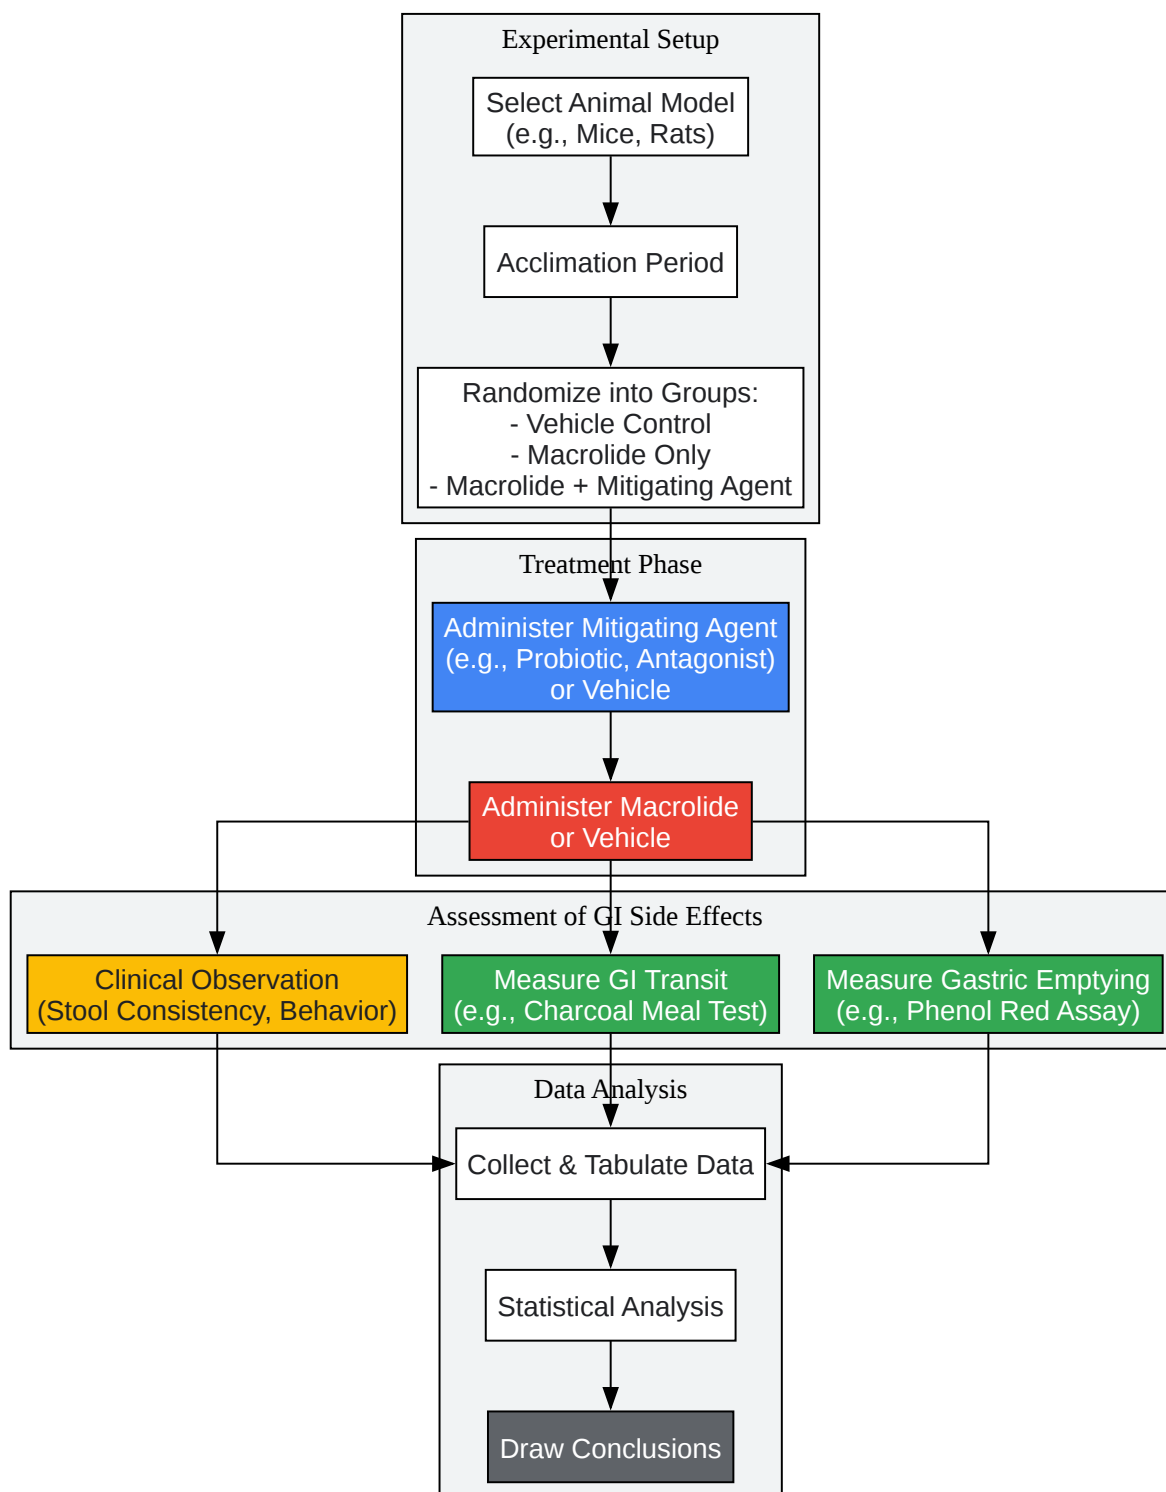 Experimental Setup
Select Animal Model
(e.g., Mice, Rats)
Acclimation Period
Randomize into Groups:
- Vehicle Control
- Macrolide Only
- Macrolide + Mitigating Agent
Treatment Phase
Administer Mitigating Agent
(e.g., Probiotic, Antagonist)
or Vehicle
Administer Macrolide
or Vehicle
Assessment of GI Side Effects
Clinical Observation
(Stool Consistency, Behavior)
Measure GI Transit
(e.g., Charcoal Meal Test)
Measure Gastric Emptying
(e.g., Phenol Red Assay)
Data Analysis
Collect & Tabulate Data
Statistical Analysis
Draw Conclusions